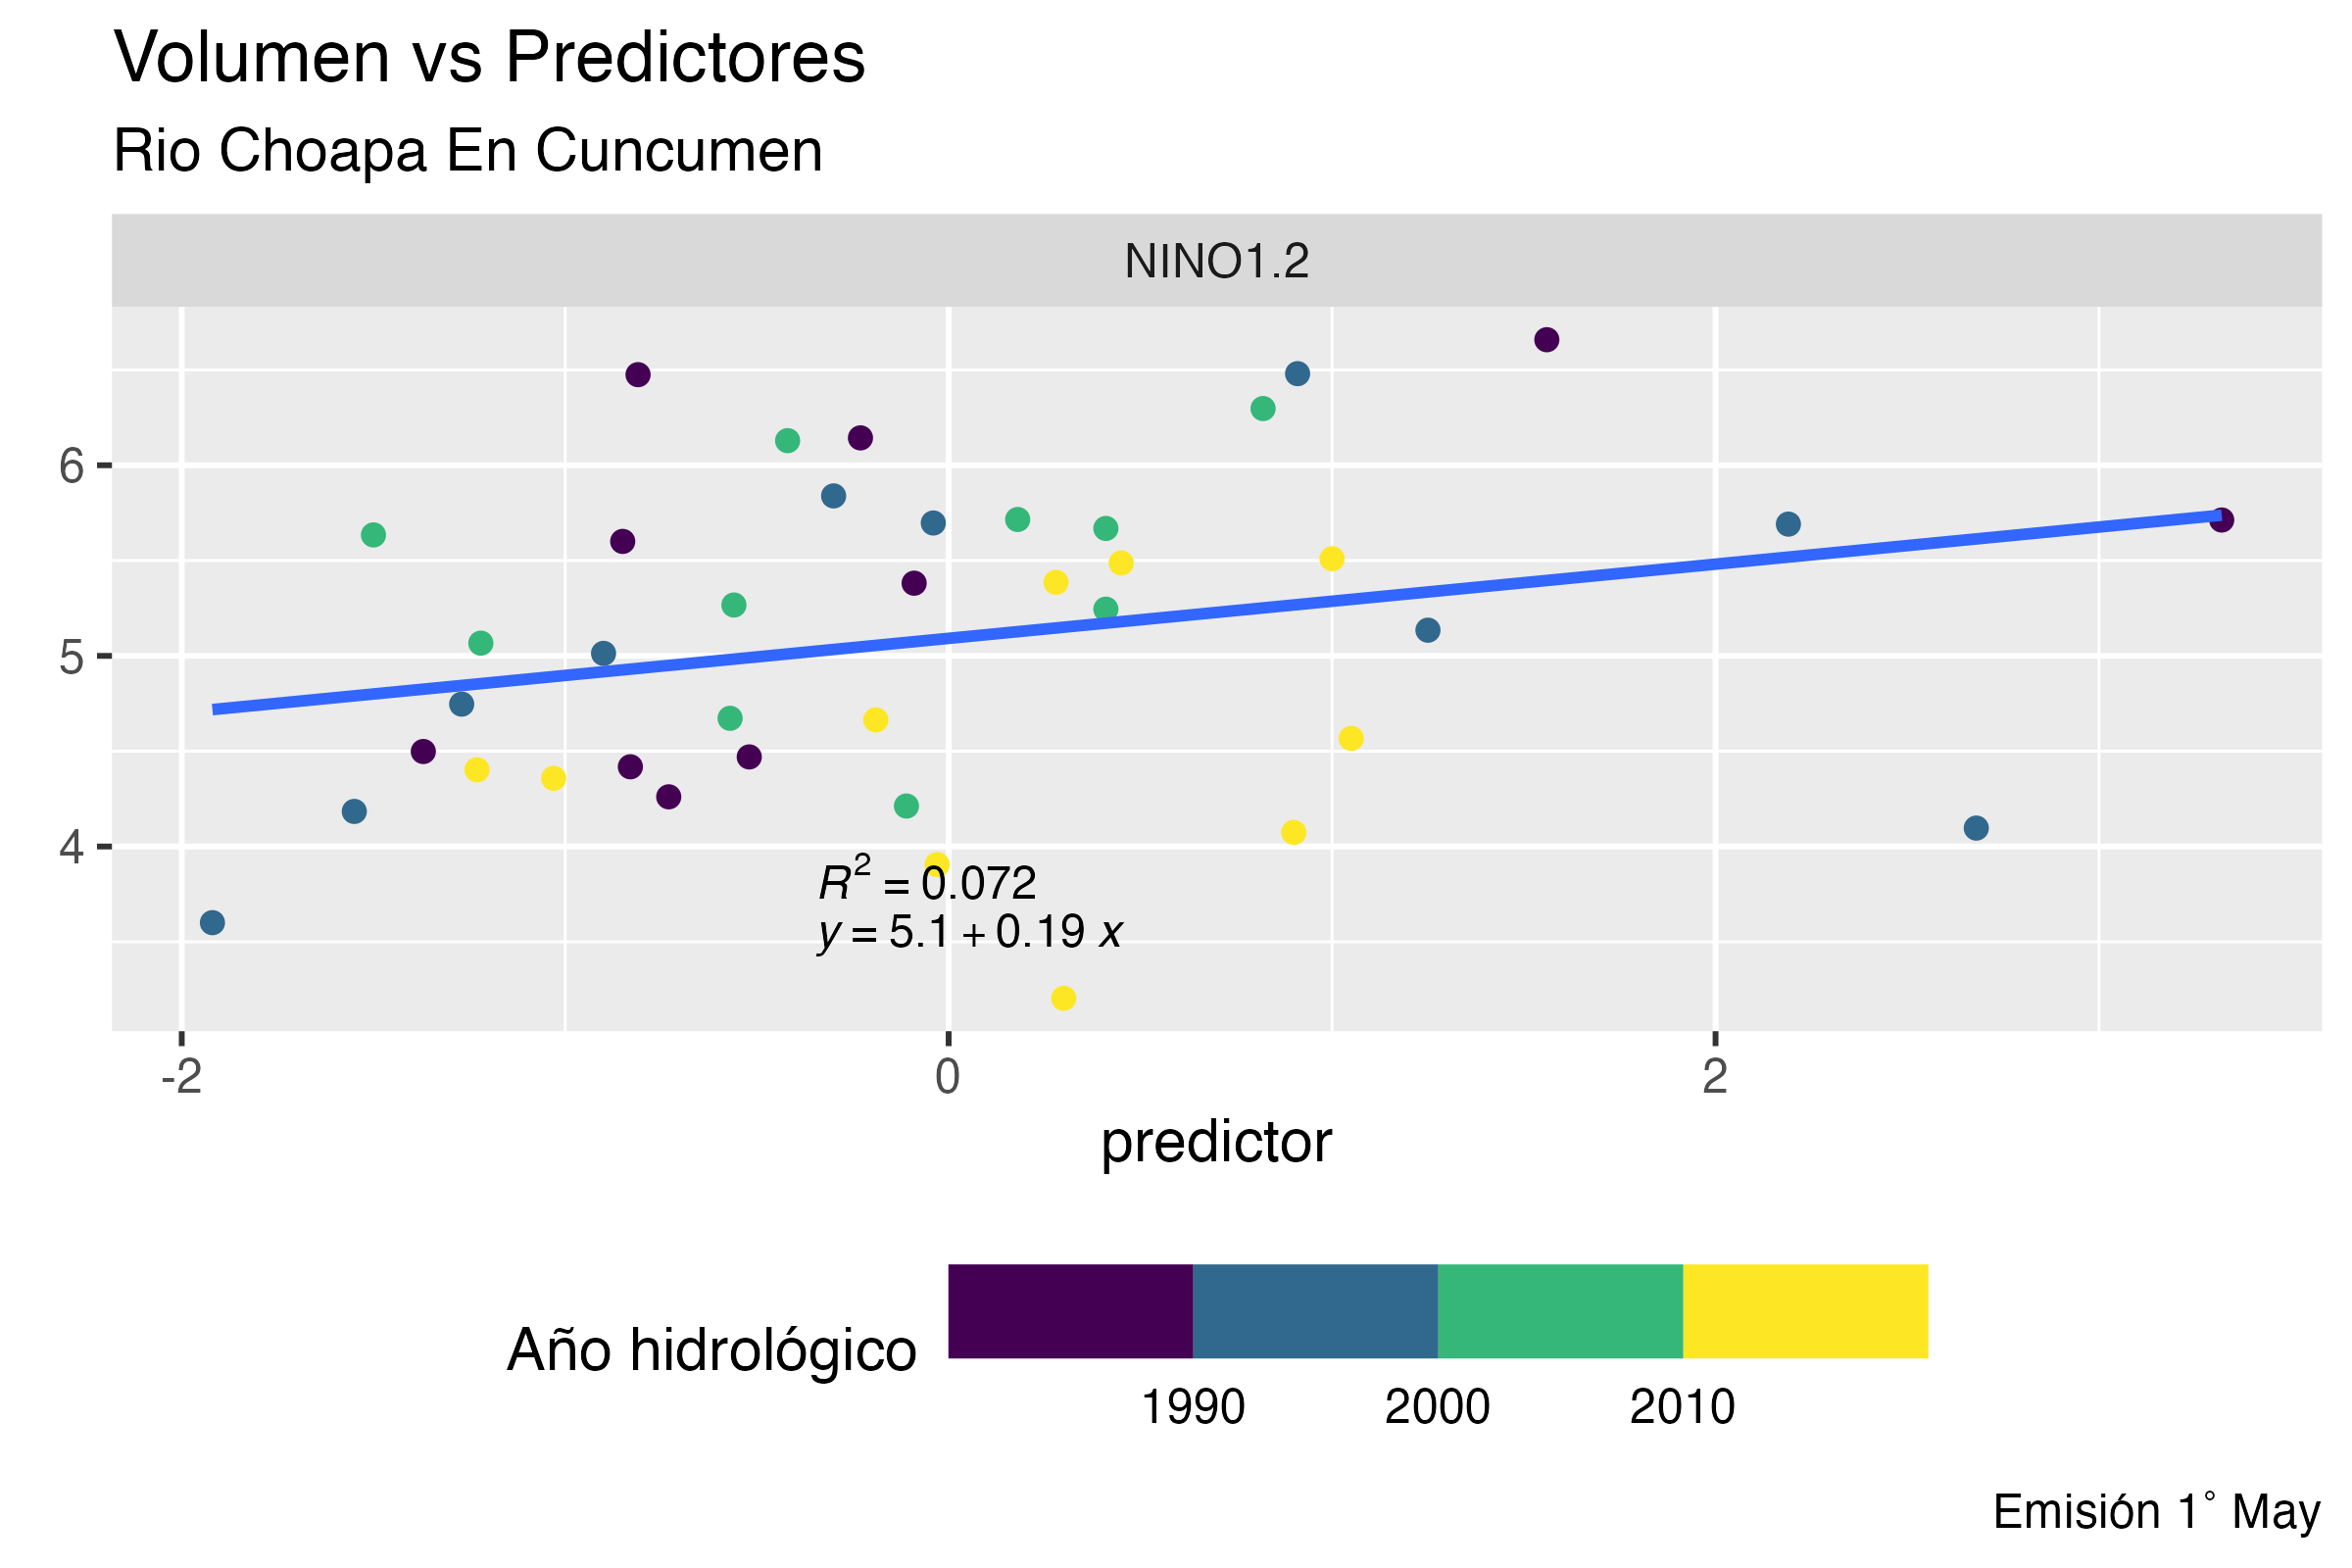 Volumen vs Predictores
Rio Choapa En Cuncumen
NINO1.2
6
5
4
R² = 0.072
y = 5.1 + 0.19 x
-2 0 2
predictor
Año hidrológico
1990 2000 2010
Emisión 1° May